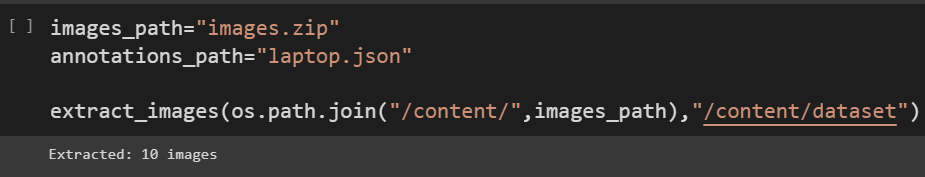 [ ] images_path="images.zip"
annotations_path="laptop.json"
extract_images(os.path.join("/content/",images_path),"/content/dataset")
Extracted: 10 images